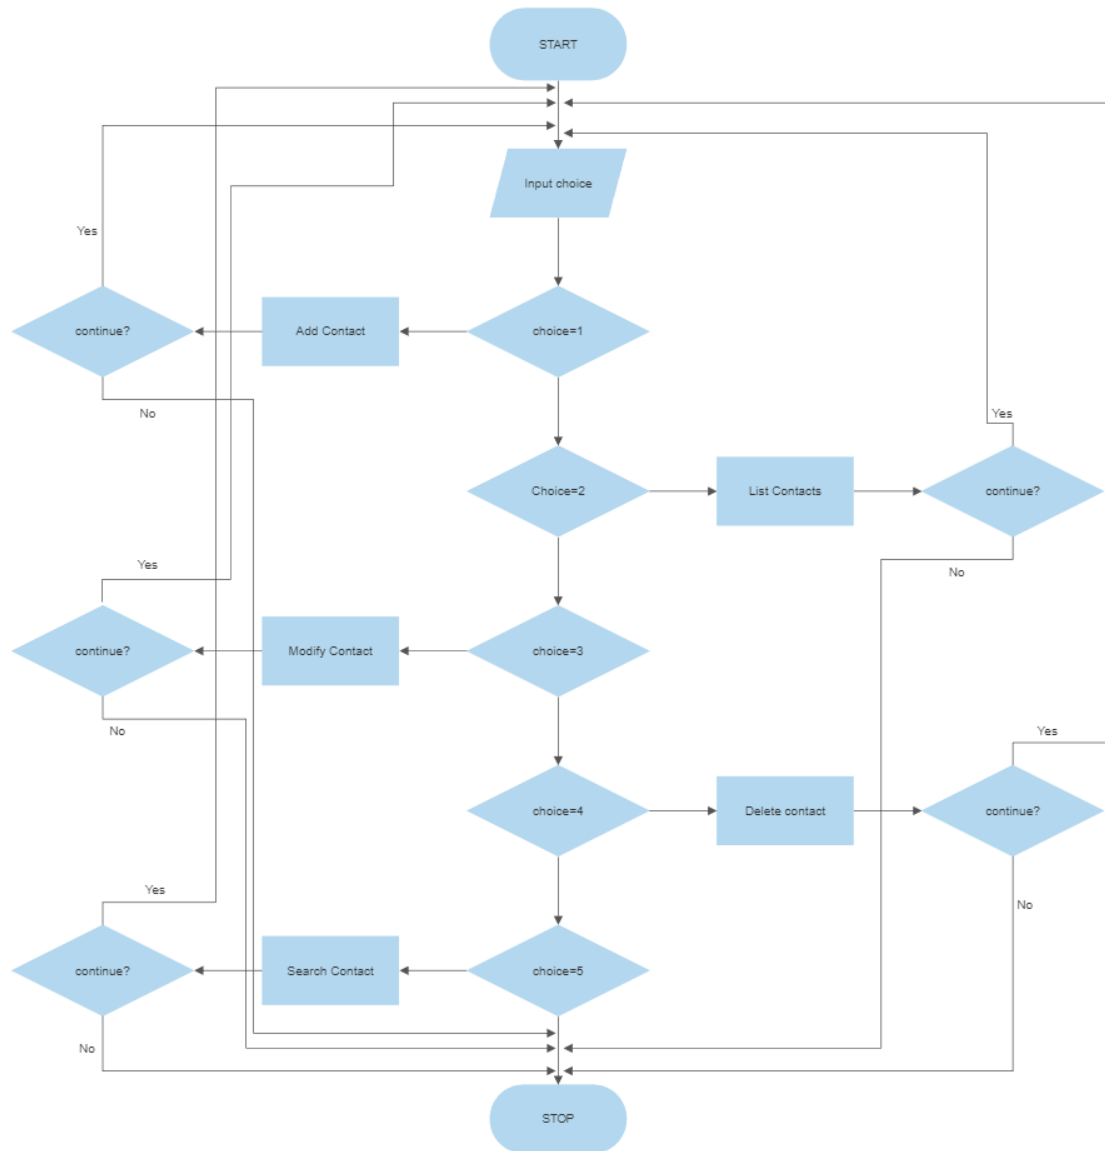 START
Input choice
Yes
continue?
Add Contact
choice=1
No
Yes
Choice=2
List Contacts
continue?
Yes
No
continue?
Modify Contact
choice=3
No
Yes
choice=4
Delete contact
continue?
Yes
No
continue?
Search Contact
choice=5
No
STOP